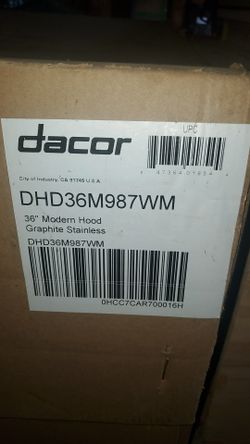 dacor
UPC
City of Industry, CA 91745 U.S.A.
DHD36M987WM
36" Modern Hood
Graphite Stainless
DHD36M987WM
0HCC7CAR700016H